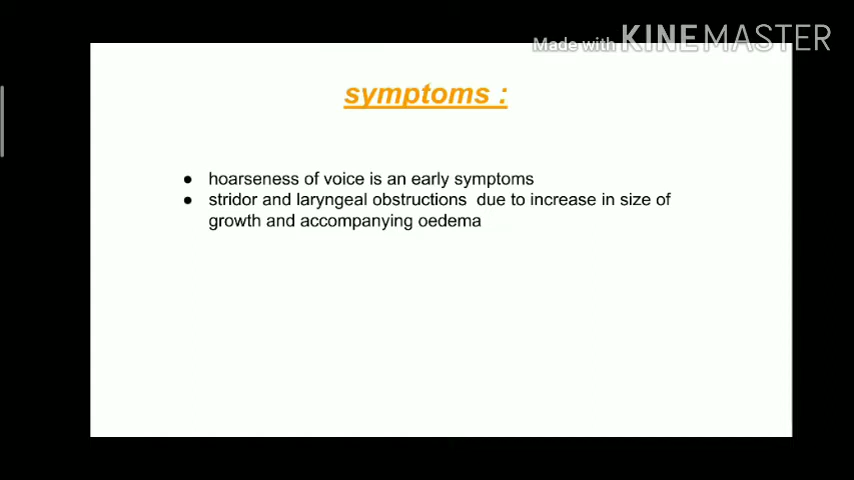 Made with KINEMASTER
symptoms :
● hoarseness of voice is an early symptoms
● stridor and laryngeal obstructions due to increase in size of
growth and accompanying oedema